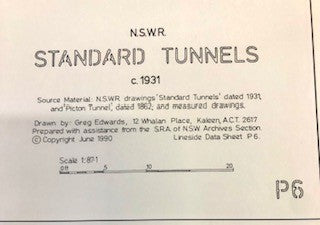 N.S.W.R.
STANDARD TUNNELS
c. 1931
Source Material: N.S.W.R. drawings 'Standard Tunnels' dated 1931,
and 'Picton Tunnel', dated 1862; and measured drawings.
Drawn by: Greg Edwards, 12 Whalan Place, Kaleen, A.C.T. 2617
Prepared with assistance from the S.R.A. of N.S.W Archives Section.
© Copyright June 1990 Lineside Data Sheet P6.
Scale 1:87·1
0ft 5 10 20
P6